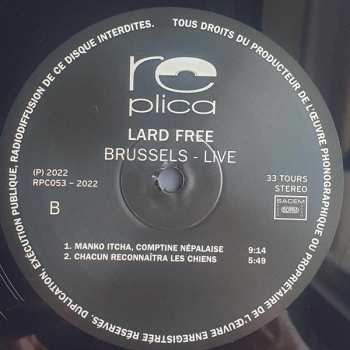 TOUS DROITS DU PRODUCTEUR DE L'ŒUVRE PHONOGRAPHIQUE OU DU PROPRIÉTAIRE DE L'ŒUVRE ENREGISTRÉE RÉSERVÉS. DUPLICATION, EXÉCUTION PUBLIQUE, RADIODIFFUSION DE CE DISQUE INTERDITES.
re
plica
LARD FREE
BRUSSELS - LIVE
(P) 2022
RPC053 – 2022
33 TOURS
STEREO
B
SACEM
1. MANKO ITCHA, COMPTINE NÉPALAISE 9:14
2. CHACUN RECONNAÎTRA LES CHIENS 5:49